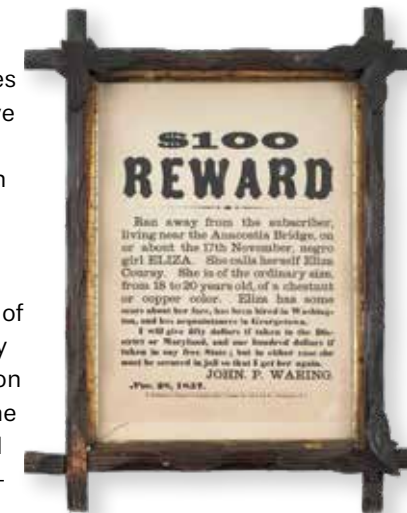 es
e
n
of
y
on
ne
$100
REWARD
Ran away from the subscriber,
living near the Anacostia Bridge, on
or about the 17th November, negro
girl ELIZA. She calls herself Eliza
Coursy. She is of the ordinary size,
from 18 to 20 years old, of a chestnut
or copper color. Eliza has some
scars about her face, has been hired in Washing-
ton, and has acquaintances in Georgetown.
I will give fifty dollars if taken in the Dis-
trict or Maryland, and one hundred dollars if
taken in any free State; but in either case she
must be secured in jail so that I get her again.
JOHN. P. WARING.
Nov. 28, 1857.